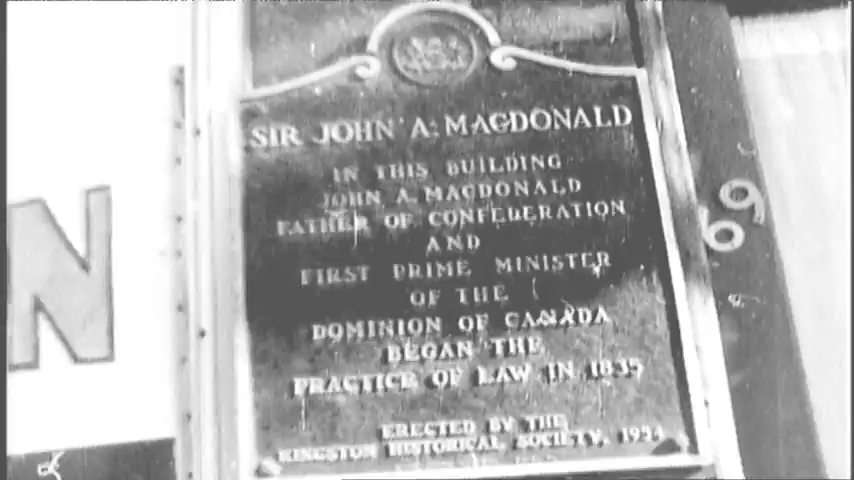 SIR JOHN A. MACDONALD
IN THIS BUILDING
JOHN A. MACDONALD
FATHER OF CONFEDERATION
AND
FIRST PRIME MINISTER
OF THE
DOMINION OF CANADA
BEGAN THE
PRACTICE OF LAW IN 1835
ERECTED BY THE
KINGSTON HISTORICAL SOCIETY,
N
69